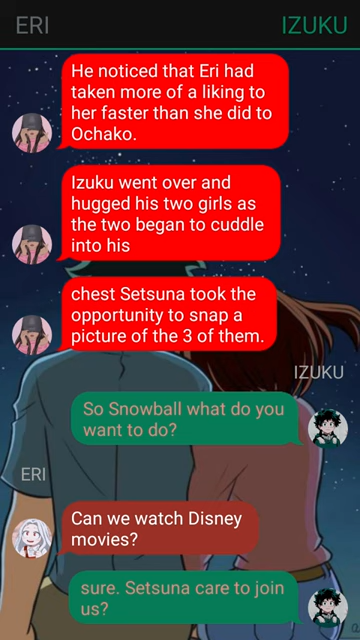 ERI
IZUKU
He noticed that Eri had
taken more of a liking to
her faster than she did to
Ochako.
Izuku went over and
hugged his two girls as
the two began to cuddle
into his
chest Setsuna took the
opportunity to snap a
picture of the 3 of them.
IZUKU
So Snowball what do you
want to do?
ERI
Can we watch Disney
movies?
sure. Setsuna care to join
us?